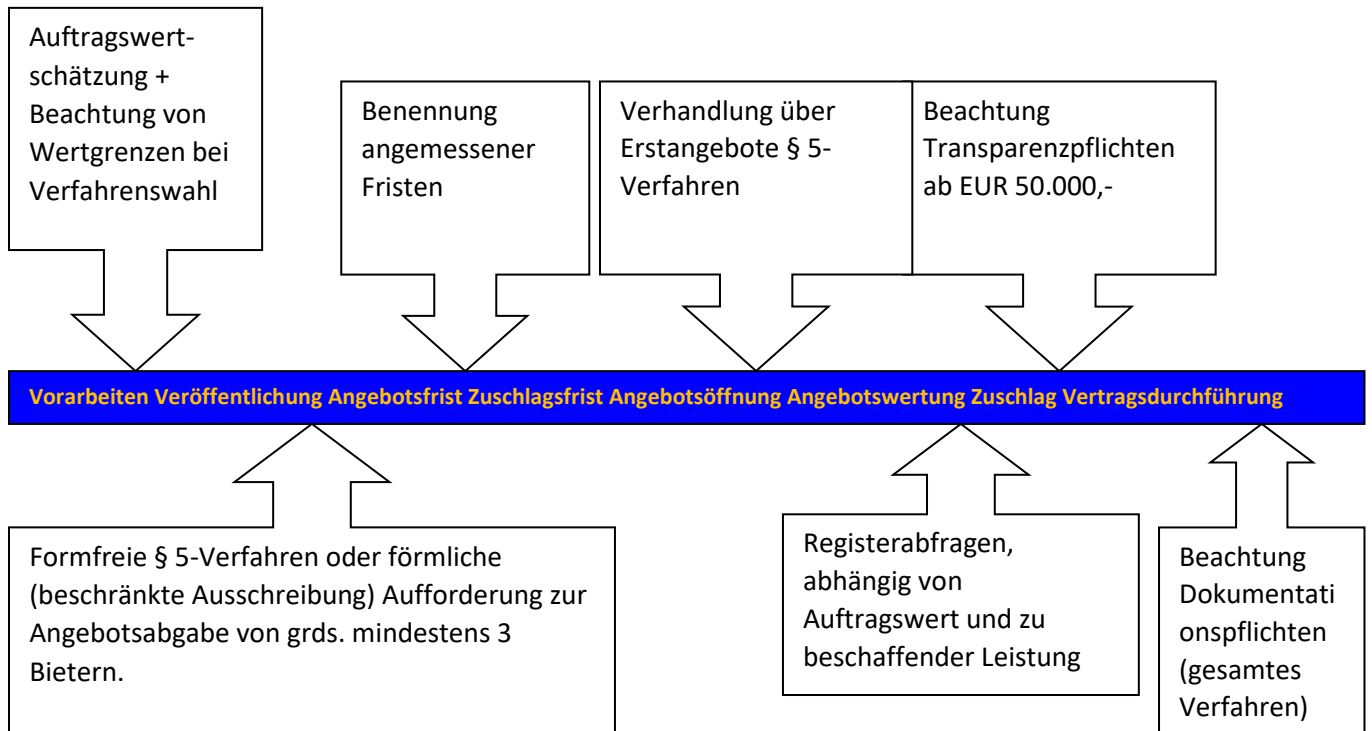 Auftragswert-
schätzung +
Beachtung von
Wertgrenzen bei
Verfahrenswahl
Benennung
angemessener
Fristen
Verhandlung über
Erstangebote § 5-
Verfahren
Beachtung
Transparenzpflichten
ab EUR 50.000,-
Vorarbeiten Veröffentlichung Angebotsfrist Zuschlagsfrist Angebotsöffnung Angebotswertung Zuschlag Vertragsdurchführung
Formfreie § 5-Verfahren oder förmliche
(beschränkte Ausschreibung) Aufforderung zur
Angebotsabgabe von grds. mindestens 3
Bietern.
Registerabfragen,
abhängig von
Auftragswert und zu
beschaffender Leistung
Beachtung
Dokumentati
onspflichten
(gesamtes
Verfahren)